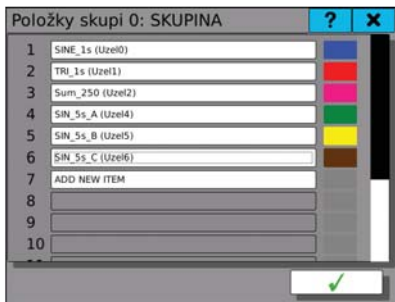 Položky skupi 0: SKUPINA ? ×
1 SINE_1s (Uzel0)
2 TRI_1s (Uzel1)
3 Sum_250 (Uzel2)
4 SIN_5s_A (Uzel4)
5 SIN_5s_B (Uzel5)
6 SIN_5s_C (Uzel6)
7 ADD NEW ITEM
8
9
10